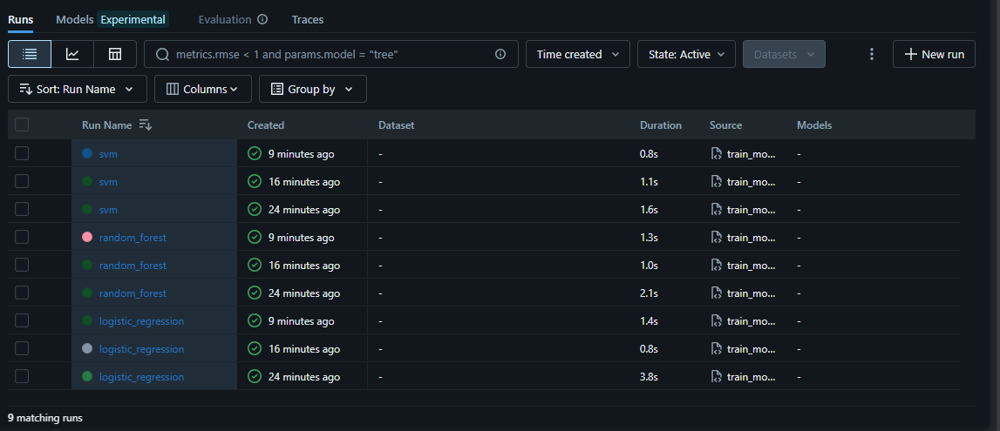 Runs Models Experimental Evaluation Traces
metrics.rmse < 1 and params.model = "tree" Time created State: Active Datasets New run
Sort: Run Name Columns Group by
Run Name Created Dataset Duration Source Models
svm 9 minutes ago - 0.8s train_mo... -
svm 16 minutes ago - 1.1s train_mo... -
svm 24 minutes ago - 1.6s train_mo... -
random_forest 9 minutes ago - 1.3s train_mo... -
random_forest 16 minutes ago - 1.0s train_mo... -
random_forest 24 minutes ago - 2.1s train_mo... -
logistic_regression 9 minutes ago - 1.4s train_mo... -
logistic_regression 16 minutes ago - 0.8s train_mo... -
logistic_regression 24 minutes ago - 3.8s train_mo... -
9 matching runs